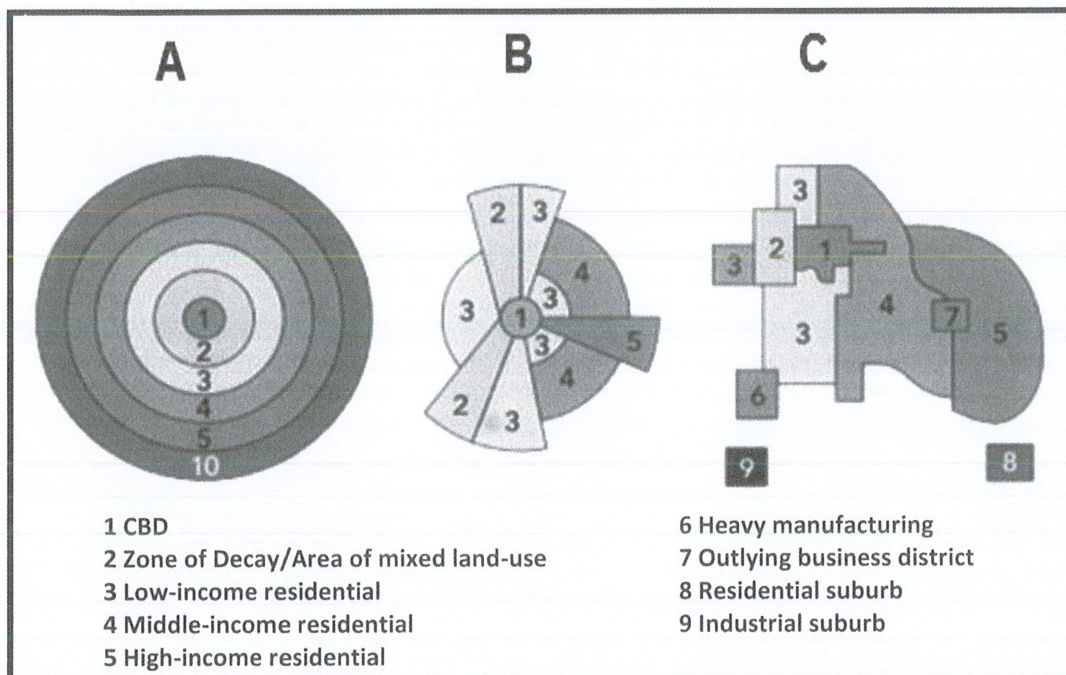 A
B
C
1
2
3
4
5
10
2
3
4
3
3
1
5
3
4
2
3
3
2
1
3
4
7
5
3
6
9
8
1 CBD
2 Zone of Decay/Area of mixed land-use
3 Low-income residential
4 Middle-income residential
5 High-income residential
6 Heavy manufacturing
7 Outlying business district
8 Residential suburb
9 Industrial suburb